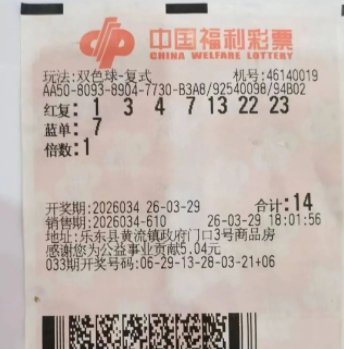 中国福利彩票
CHINA WELFARE LOTTERY
玩法:双色球-复式 机号:46140019
AA50-8093-8904-7730-B3A8/92540098/94B02
红复: 1 3 4 7 13 22 23
蓝单: 7
倍数:1
合计:14
开奖期:2026034 26-03-29
销售期:2026034-610 26-03-29 18:01:56
地址:乐东县黄流镇政府门口3号商品房
感谢您为公益事业贡献5.04元
033期开奖号码:06-29-13-28-03-21+06